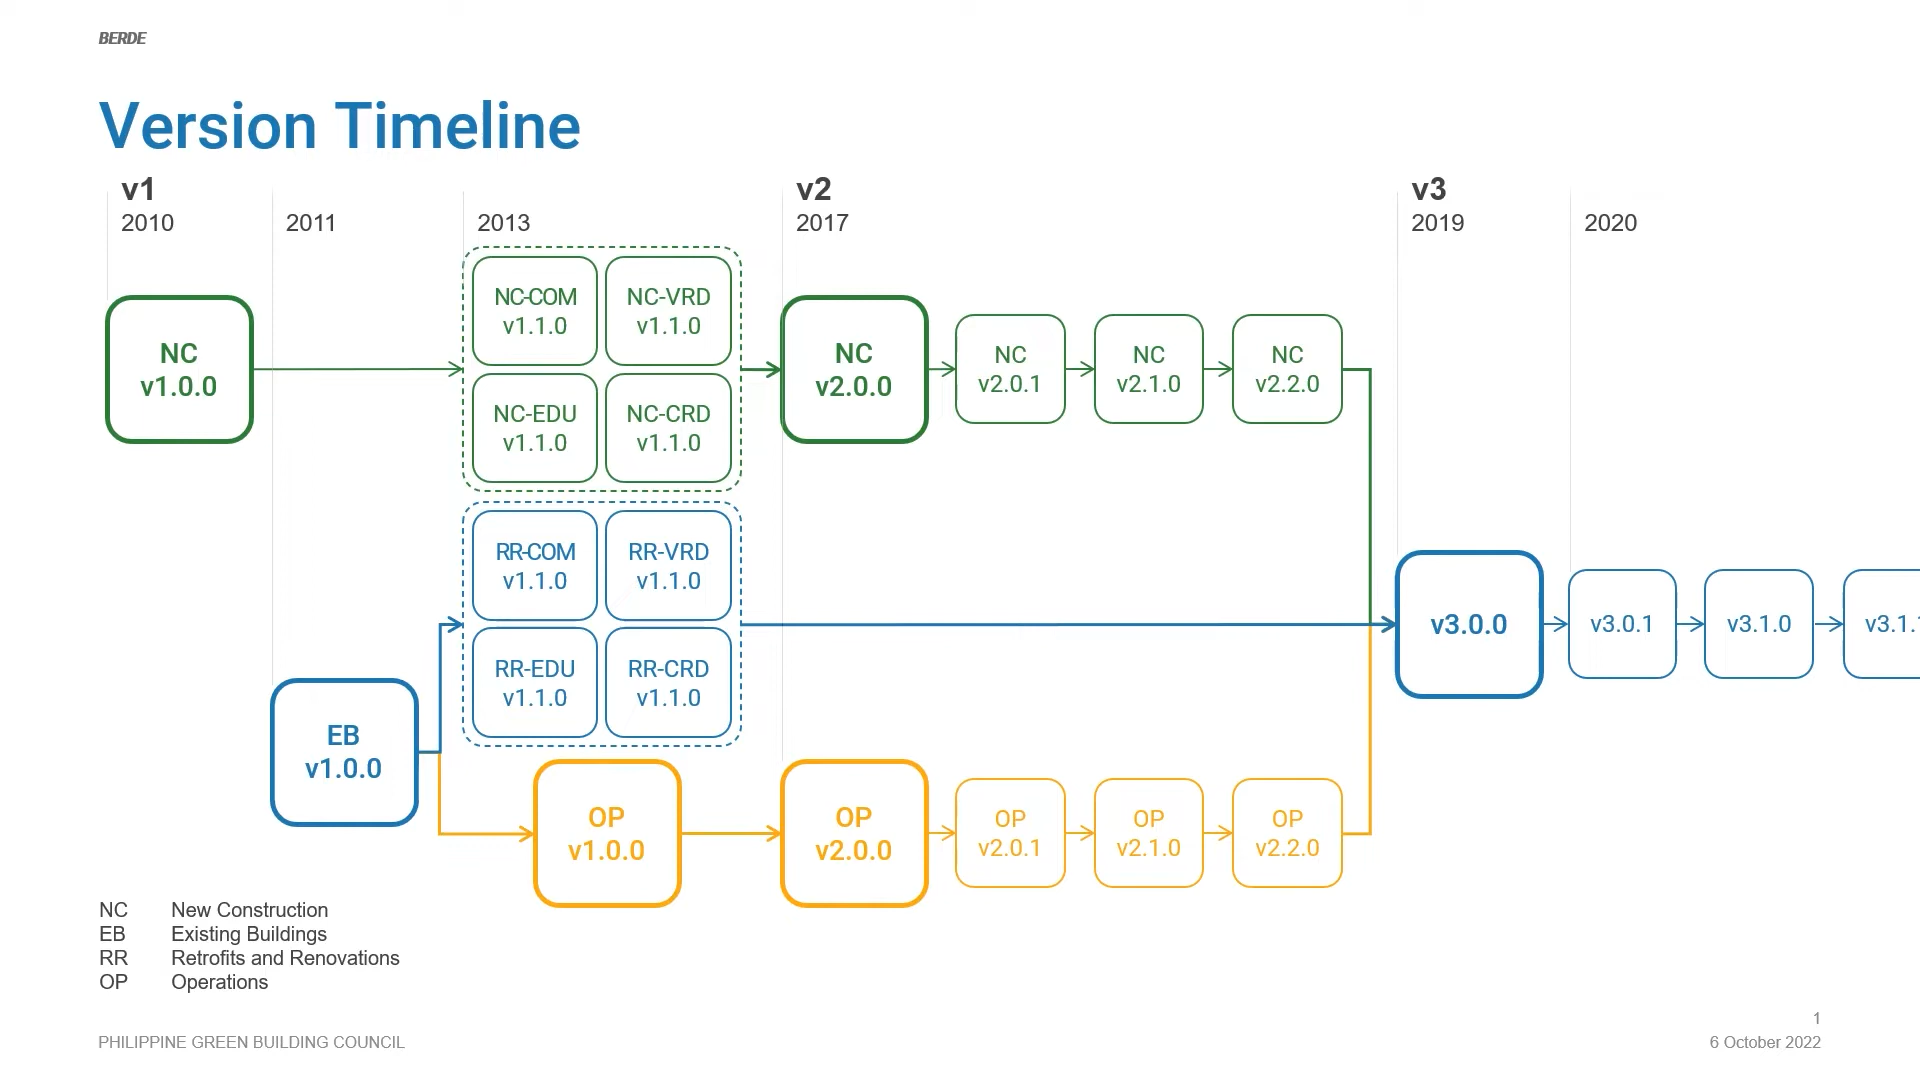 BERDE
Version Timeline
v1
2010
2011
2013
v2
2017
v3
2019
2020
NC
v1.0.0
NC-COM
v1.1.0
NC-VRD
v1.1.0
NC-EDU
v1.1.0
NC-CRD
v1.1.0
NC
v2.0.0
NC
v2.0.1
NC
v2.1.0
NC
v2.2.0
RR-COM
v1.1.0
RR-VRD
v1.1.0
RR-EDU
v1.1.0
RR-CRD
v1.1.0
v3.0.0
v3.0.1
v3.1.0
v3.1.
EB
v1.0.0
OP
v1.0.0
OP
v2.0.0
OP
v2.0.1
OP
v2.1.0
OP
v2.2.0
NC New Construction
EB Existing Buildings
RR Retrofits and Renovations
OP Operations
1
PHILIPPINE GREEN BUILDING COUNCIL
6 October 2022